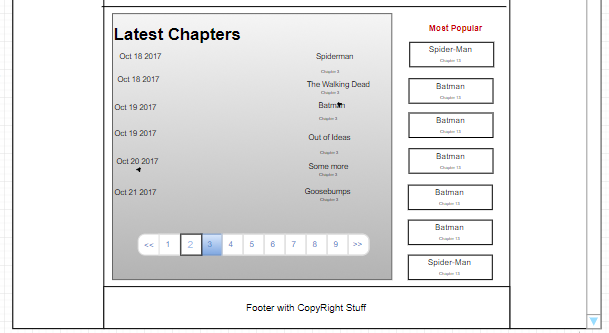 Latest Chapters
Oct 18 2017
Spiderman
Chapter 3
Oct 18 2017
The Walking Dead
Chapter 3
Oct 19 2017
Batman
Chapter 3
Oct 19 2017
Out of Ideas
Chapter 3
Oct 20 2017
Some more
Chapter 3
Oct 21 2017
Goosebumps
Chapter 3
<< 1 2 3 4 5 6 7 8 9 >>
Most Popular
Spider-Man
Chapter 13
Batman
Chapter 13
Batman
Chapter 13
Batman
Chapter 13
Batman
Chapter 13
Batman
Chapter 13
Spider-Man
Chapter 13
Footer with CopyRight Stuff